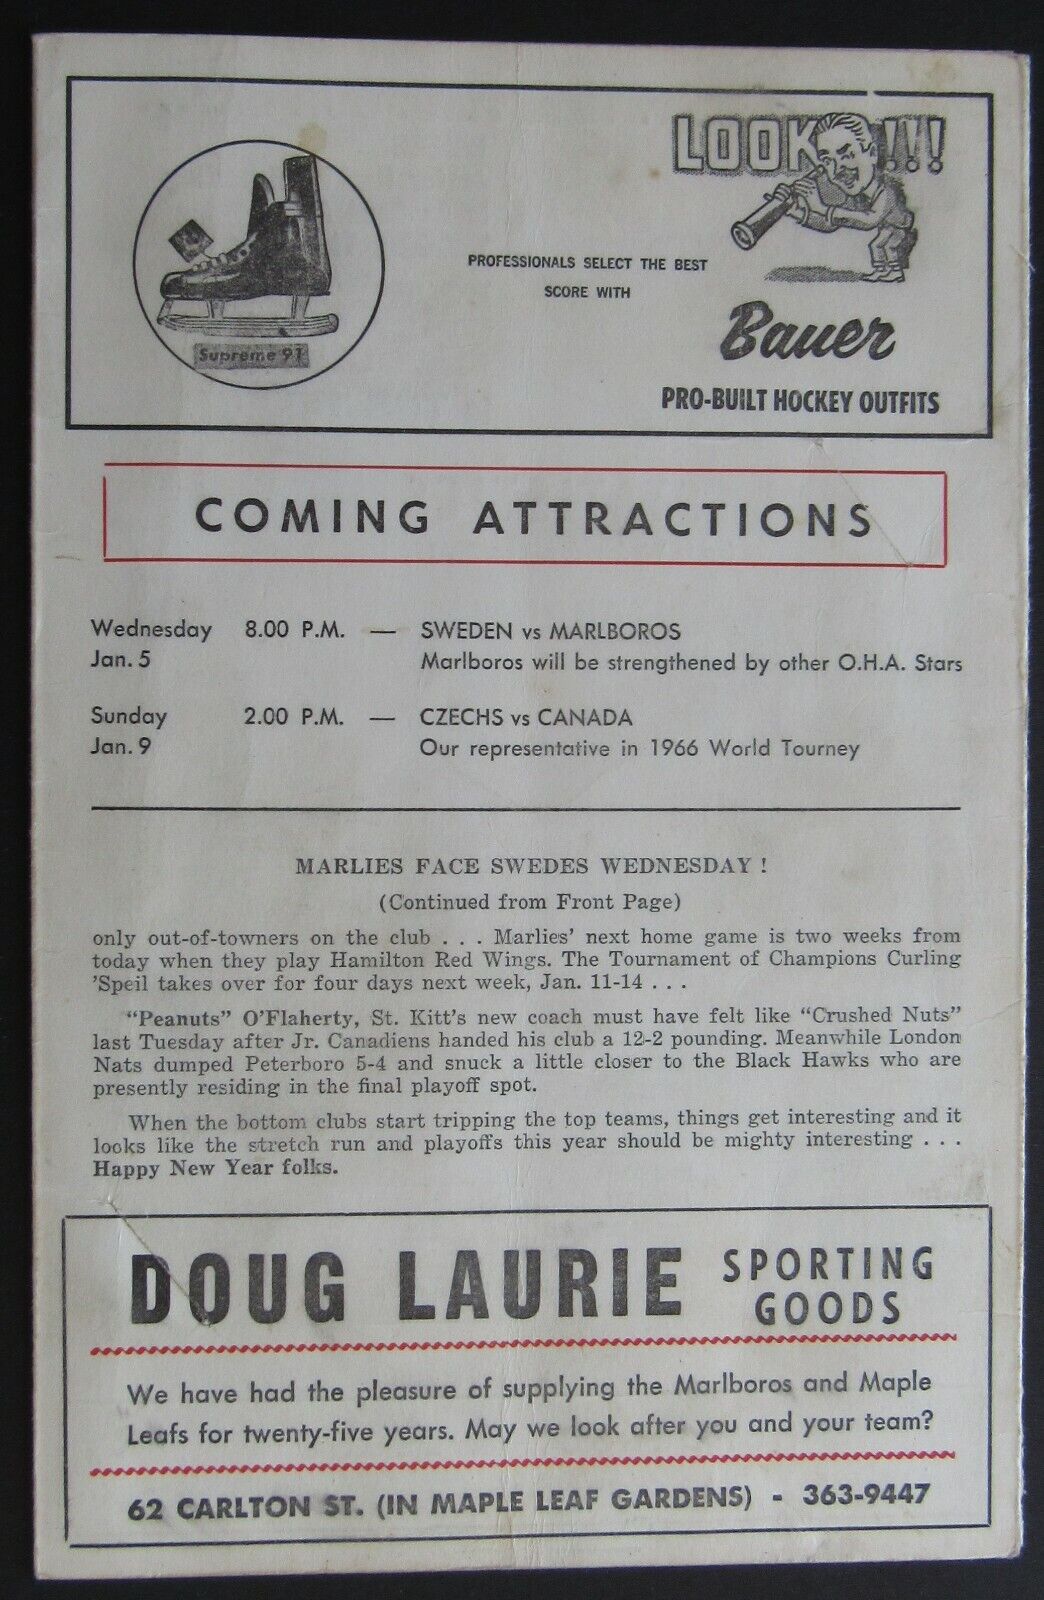 LOOK!!!
PROFESSIONALS SELECT THE BEST
SCORE WITH
Bauer
Supreme 91
PRO-BUILT HOCKEY OUTFITS
COMING ATTRACTIONS
Wednesday 8.00 P.M. — SWEDEN vs MARLBOROS
Jan. 5 Marlboros will be strengthened by other O.H.A. Stars
Sunday 2.00 P.M. — CZECHS vs CANADA
Jan. 9 Our representative in 1966 World Tourney
MARLIES FACE SWEDES WEDNESDAY !
(Continued from Front Page)
only out-of-towners on the club . . . Marlies' next home game is two weeks from
today when they play Hamilton Red Wings. The Tournament of Champions Curling
'Speil takes over for four days next week, Jan. 11-14 . . .
"Peanuts" O'Flaherty, St. Kitt's new coach must have felt like "Crushed Nuts"
last Tuesday after Jr. Canadiens handed his club a 12-2 pounding. Meanwhile London
Nats dumped Peterboro 5-4 and snuck a little closer to the Black Hawks who are
presently residing in the final playoff spot.
When the bottom clubs start tripping the top teams, things get interesting and it
looks like the stretch run and playoffs this year should be mighty interesting . . .
Happy New Year folks.
DOUG LAURIE SPORTING
GOODS
We have had the pleasure of supplying the Marlboros and Maple
Leafs for twenty-five years. May we look after you and your team?
62 CARLTON ST. (IN MAPLE LEAF GARDENS) - 363-9447